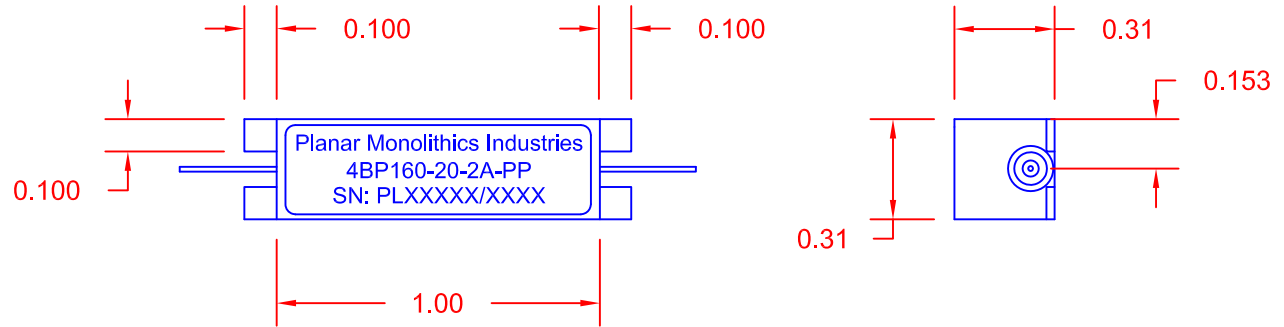 0.100
0.100
0.31
0.153
Planar Monolithics Industries
4BP160-20-2A-PP
SN: PLXXXXX/XXXX
0.100
0.31
1.00